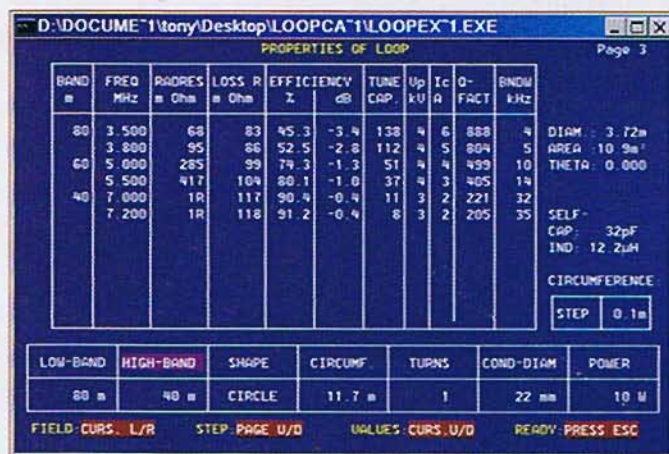 D:\DOCUME~1\tony\Desktop\LOOPCA~1\LOOPEX~1.EXE
PROPERTIES OF LOOP Page 3
BAND FREQ RADRES LOSS R EFFICIENCY TUNE Up Ic Q- BNDW
m MHz m Ohm m Ohm % dB CAP. kV A FACT kHz
80 3.500 68 83 45.3 -3.4 138 4 6 888 4 DIAM.: 3.72m
3.800 95 86 52.5 -2.8 112 4 5 804 5 AREA :10.9m²
60 5.000 285 99 74.3 -1.3 51 4 4 499 10 THETA: 0.000
5.500 417 104 80.1 -1.0 37 4 3 405 14
40 7.000 1R 117 90.4 -0.4 11 3 2 221 32
7.200 1R 118 91.2 -0.4 8 3 2 205 35 SELF-
CAP: 32pF
IND: 12.2uH
CIRCUMFERENCE:
STEP 0.1m
LOW-BAND HIGH-BAND SHAPE CIRCUMF. TURNS COND-DIAM POWER
80 m 40 m CIRCLE 11.7 m 1 22 mm 10 W
FIELD:CURS. L/R STEP:PAGE U/D VALUES:CURS.U/D READY:PRESS ESC